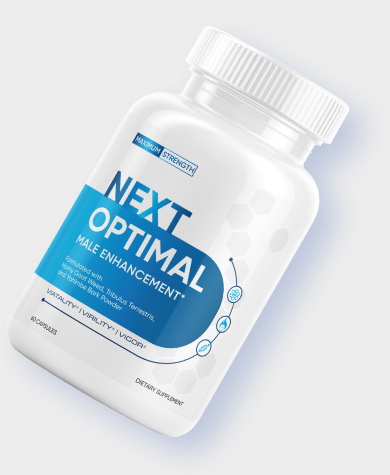 MAXIMUM STRENGTH
NEXT
OPTIMAL
MALE ENHANCEMENT*
Formulated with
Horny Goat Weed, Tribulus Terrestris,
and Yohimbe Bark Powder
VIATALITY* | VIRILITY* | VIGOR*
60 CAPSULES
DIETARY SUPPLEMENT